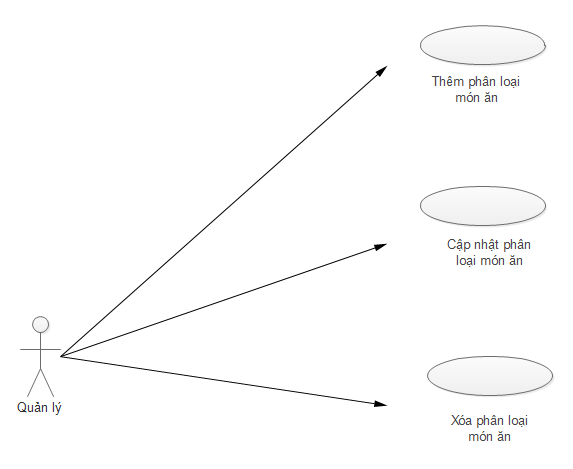 Thêm phân loại
món ăn
Cập nhật phân
loại món ăn
Quản lý
Xóa phân loại
món ăn